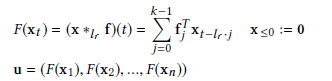 F(x_t) = (x *_{l_r} f)(t) = \sum_{j=0}^{k-1} f_j^T x_{t-l_r \cdot j}   x_{\leq 0} := 0
u = (F(x_1), F(x_2), ..., F(x_n))